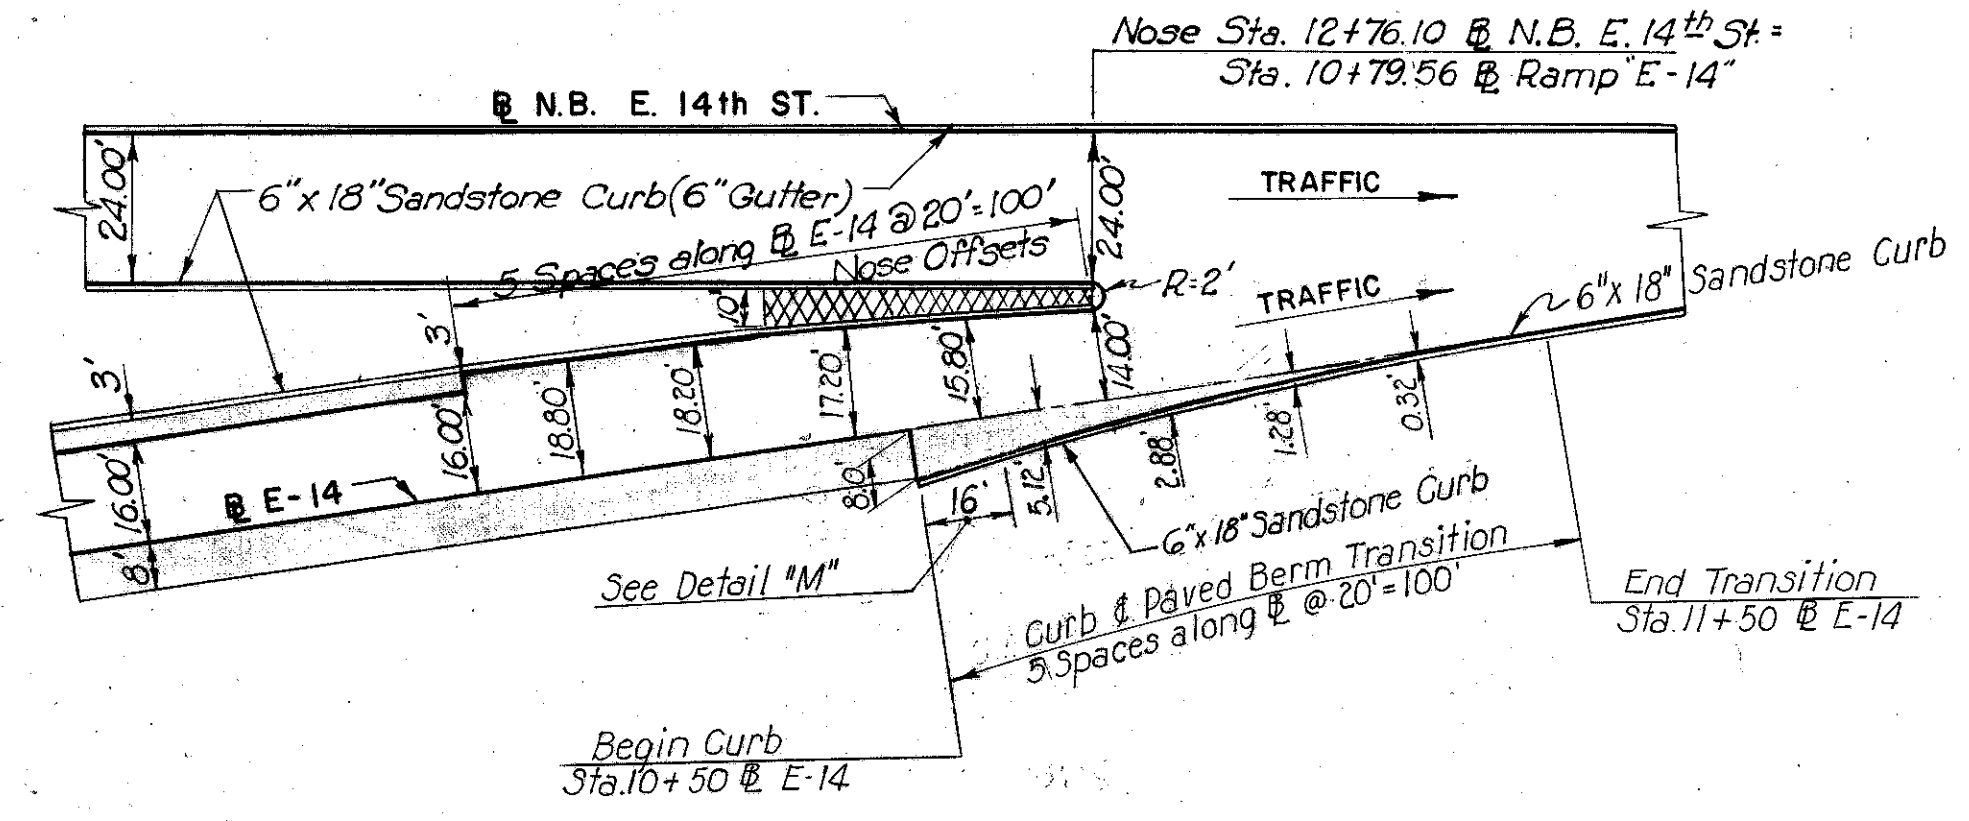 Nose Sta. 12+76.10 ℄ N.B. E. 14th St. =
Sta. 10+79.56 ℄ Ramp "E-14"
℄ N.B. E. 14th ST.
24.00'
6"x 18" Sandstone Curb (6" Gutter)
5 Spaces along ℄ E-14 @ 20'=100'
Nose Offsets
24.00'
TRAFFIC
R=2'
TRAFFIC
6"x 18" Sandstone Curb
10'
3'
3'
16.00'
18.80'
18.20'
17.20'
15.80'
14.00'
16.00'
℄ E-14
8'
8.0'
16'
5.12'
2.88'
1.28'
0.32'
6"x 18" Sandstone Curb
See Detail "M"
Curb & Paved Berm Transition
5 Spaces along ℄ @ 20'=100'
End Transition
Sta. 11+50 ℄ E-14
Begin Curb
Sta. 10+50 ℄ E-14